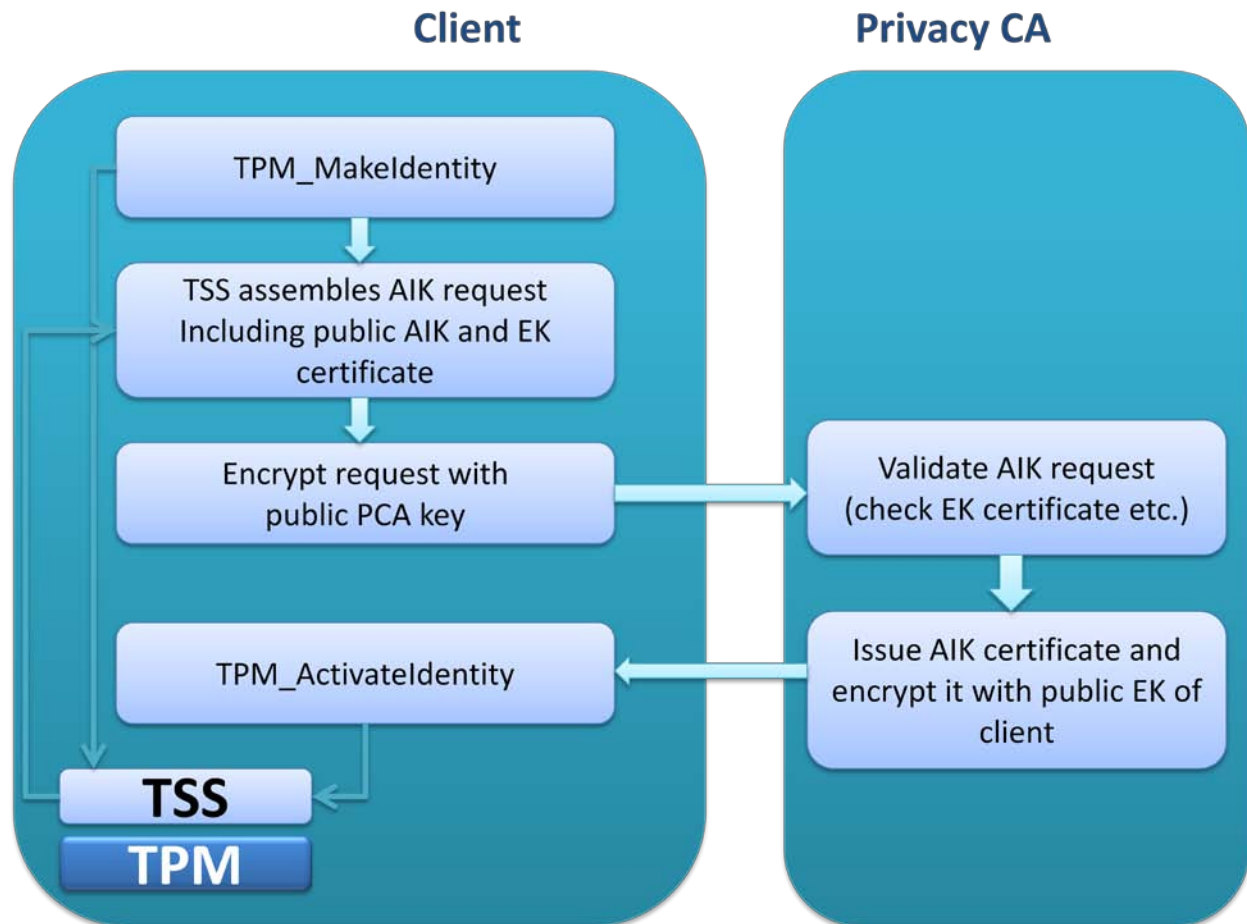 Client
Privacy CA
TPM_MakeIdentity
TSS assembles AIK request
Including public AIK and EK
certificate
Encrypt request with
public PCA key
Validate AIK request
(check EK certificate etc.)
TPM_ActivateIdentity
Issue AIK certificate and
encrypt it with public EK of
client
TSS
TPM